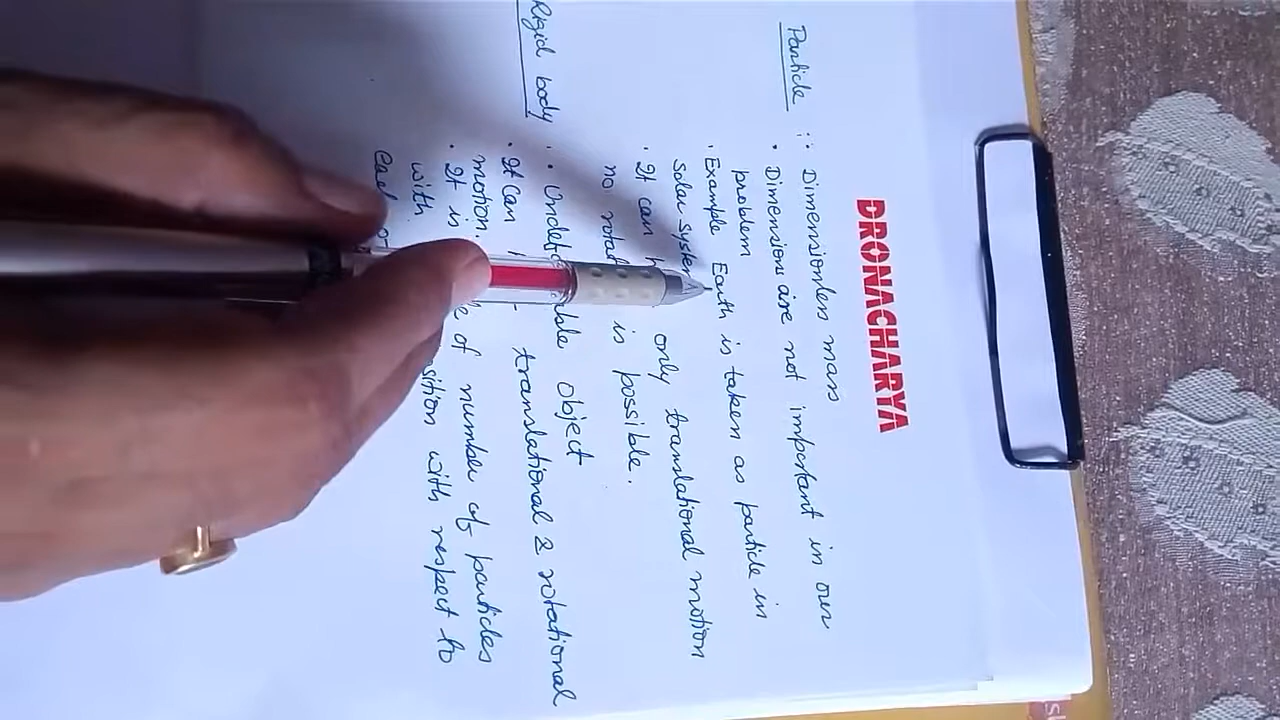 DRONACHARYA
Particle : · Dimensionless mass
· Dimensions are not important in our
problem
· Example Earth is taken as particle in
Solar System
· It can only translational motion
no is possible.
Rigid body : · object
· It can translational & rotational
motion.
· It is of number of particles
with with respect to